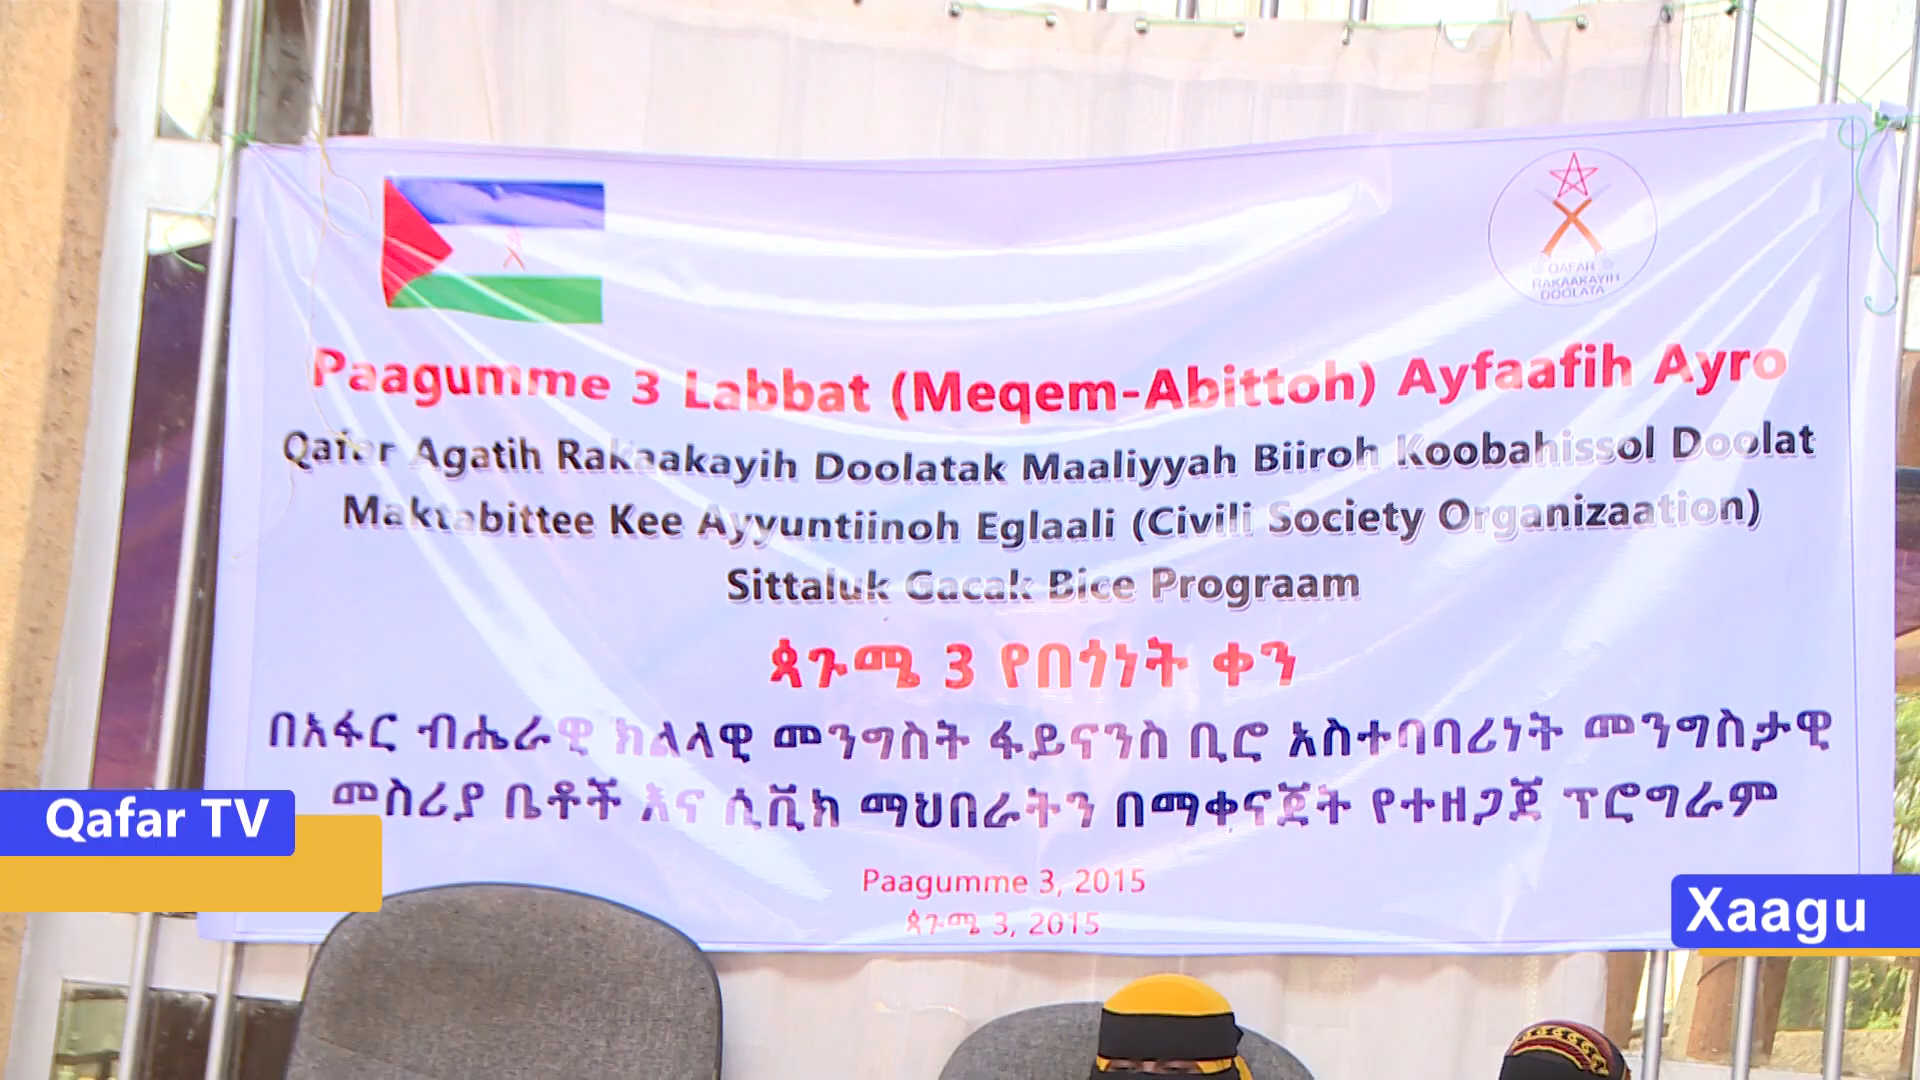 QAFAR
RAKAAKAYIH
DOOLATA
Paagumme 3 Labbat (Meqem-Abittoh) Ayfaafih Ayro
Qafar Agatih Rakaakayih Doolatak Maaliyyah Biiroh Koobahissol Doolat
Maktabittee Kee Ayyuntiinoh Eglaali (Civili Society Organizaation)
Sittaluk Gacak Bice Prograam
ጳጉሜ 3 የበጎነት ቀን
በአፋር ብሔራዊ ክልላዊ መንግስት ፋይናንስ ቢሮ አስተባባሪነት መንግስታዊ
መስሪያ ቤቶች እና ሲቪክ ማህበራትን በማቀናጀት የተዘጋጀ ፕሮግራም
Paagumme 3, 2015
ጳጉሜ 3, 2015
Qafar TV
Xaagu